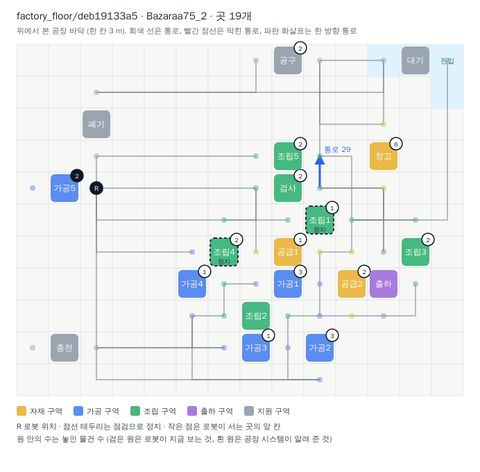 factory_floor/deb19133a5 · Bazaraa75_2 · 조직 19개
위에서 본 공장 바닥 (한 칸 3 m). 회색 선은 통로, 빨간 점선은 막힌 통로, 파란 화살표는 한 방향 통로
공구 2
대기
진입
폐기
통로 29
조립5 2
창고 6
가공5 2
R
검사 2
조립1 1
정지
조립4 2
정지
공급1 1
조립3 2
가공4 1
가공1 3
공급2 2
출하
조립2
충전
가공3 1
가공2 3
자재 구역
가공 구역
조립 구역
출하 구역
지원 구역
R 로봇 위치 · 점선 테두리는 점검으로 정지 · 작은 점은 로봇이 서는 곳의 앞 칸
원 안의 수는 놓인 물건 수 (검은 원은 로봇이 지금 보는 것, 흰 원은 공장 시스템이 알려 준 것)